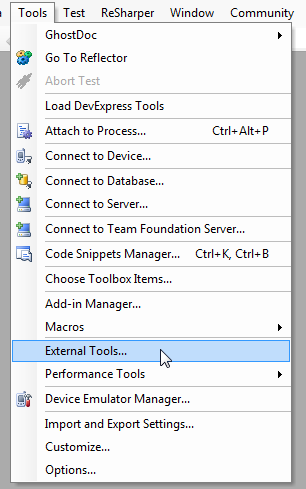 Tools Test ReSharper Window Community
GhostDoc
Go To Reflector
Abort Test
Load DevExpress Tools
Attach to Process... Ctrl+Alt+P
Connect to Device...
Connect to Database...
Connect to Server...
Connect to Team Foundation Server...
Code Snippets Manager... Ctrl+K, Ctrl+B
Choose Toolbox Items...
Add-in Manager...
Macros
External Tools...
Performance Tools
Device Emulator Manager...
Import and Export Settings...
Customize...
Options...